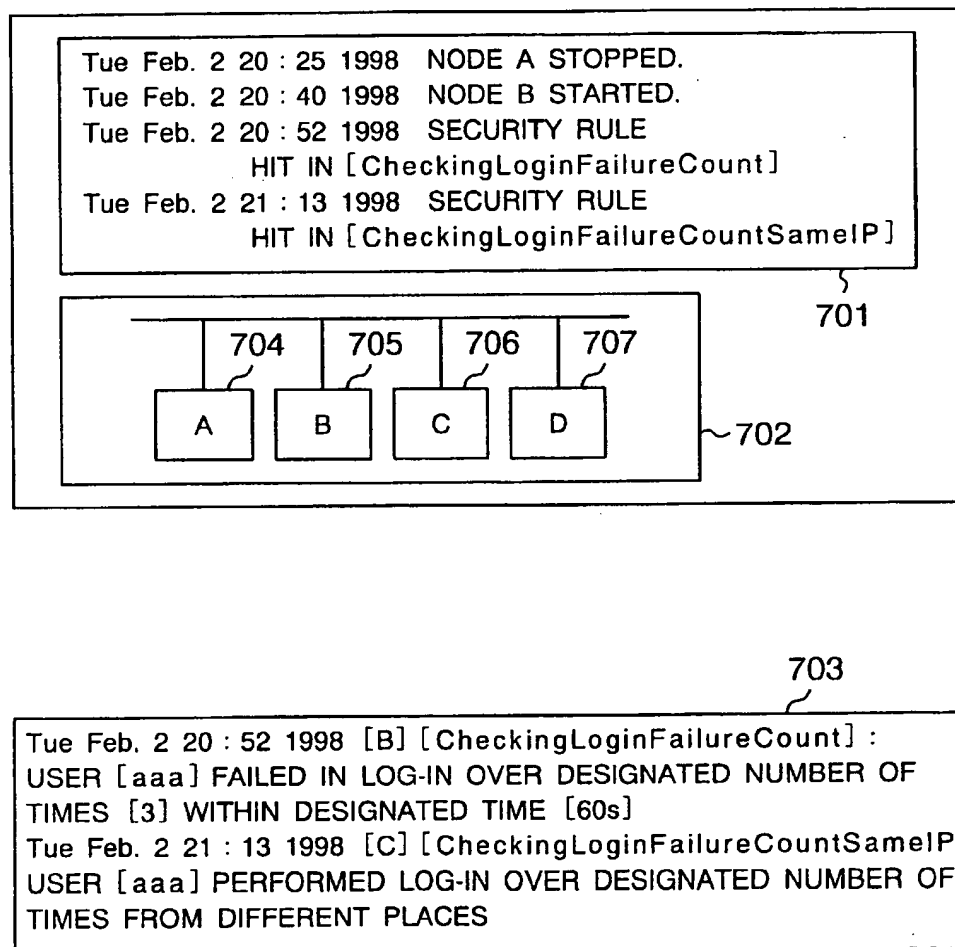 Tue Feb. 2 20 : 25 1998 NODE A STOPPED.
Tue Feb. 2 20 : 40 1998 NODE B STARTED.
Tue Feb. 2 20 : 52 1998 SECURITY RULE
HIT IN [CheckingLoginFailureCount]
Tue Feb. 2 21 : 13 1998 SECURITY RULE
HIT IN [CheckingLoginFailureCountSameIP]
701
704 705 706 707
A B C D
702
703
Tue Feb. 2 20 : 52 1998 [B] [CheckingLoginFailureCount] :
USER [aaa] FAILED IN LOG-IN OVER DESIGNATED NUMBER OF
TIMES [3] WITHIN DESIGNATED TIME [60s]
Tue Feb. 2 21 : 13 1998 [C] [CheckingLoginFailureCountSameIP
USER [aaa] PERFORMED LOG-IN OVER DESIGNATED NUMBER OF
TIMES FROM DIFFERENT PLACES